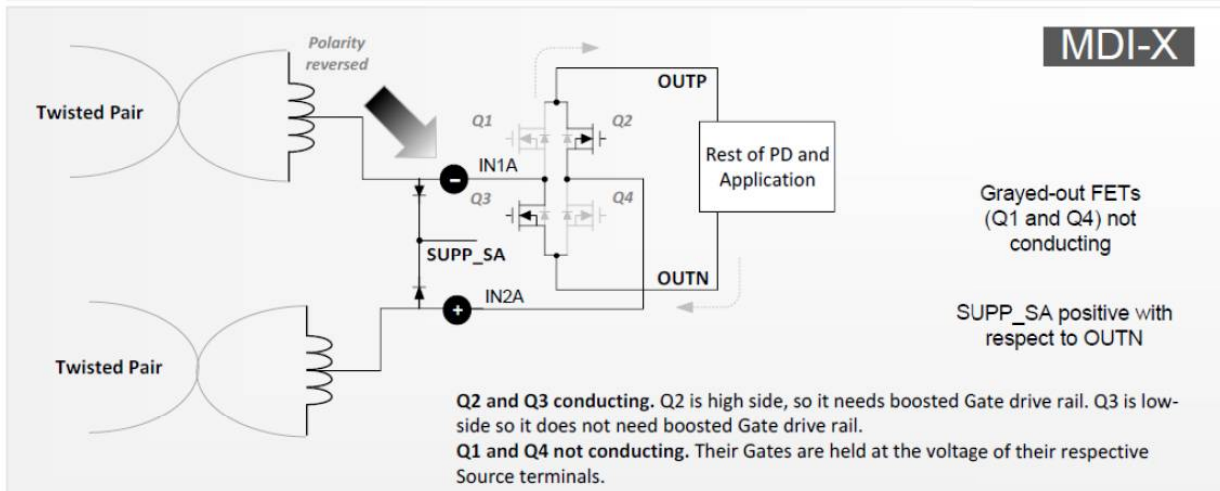 MDI-X
Polarity
reversed
OUTP
Twisted Pair
Q1
Q2
Rest of PD and
Application
IN1A
−
Q3
Q4
Grayed-out FETs
(Q1 and Q4) not
conducting
SUPP_SA
OUTN
IN2A
+
SUPP_SA positive with
respect to OUTN
Twisted Pair
Q2 and Q3 conducting. Q2 is high side, so it needs boosted Gate drive rail. Q3 is low-
side so it does not need boosted Gate drive rail.
Q1 and Q4 not conducting. Their Gates are held at the voltage of their respective
Source terminals.